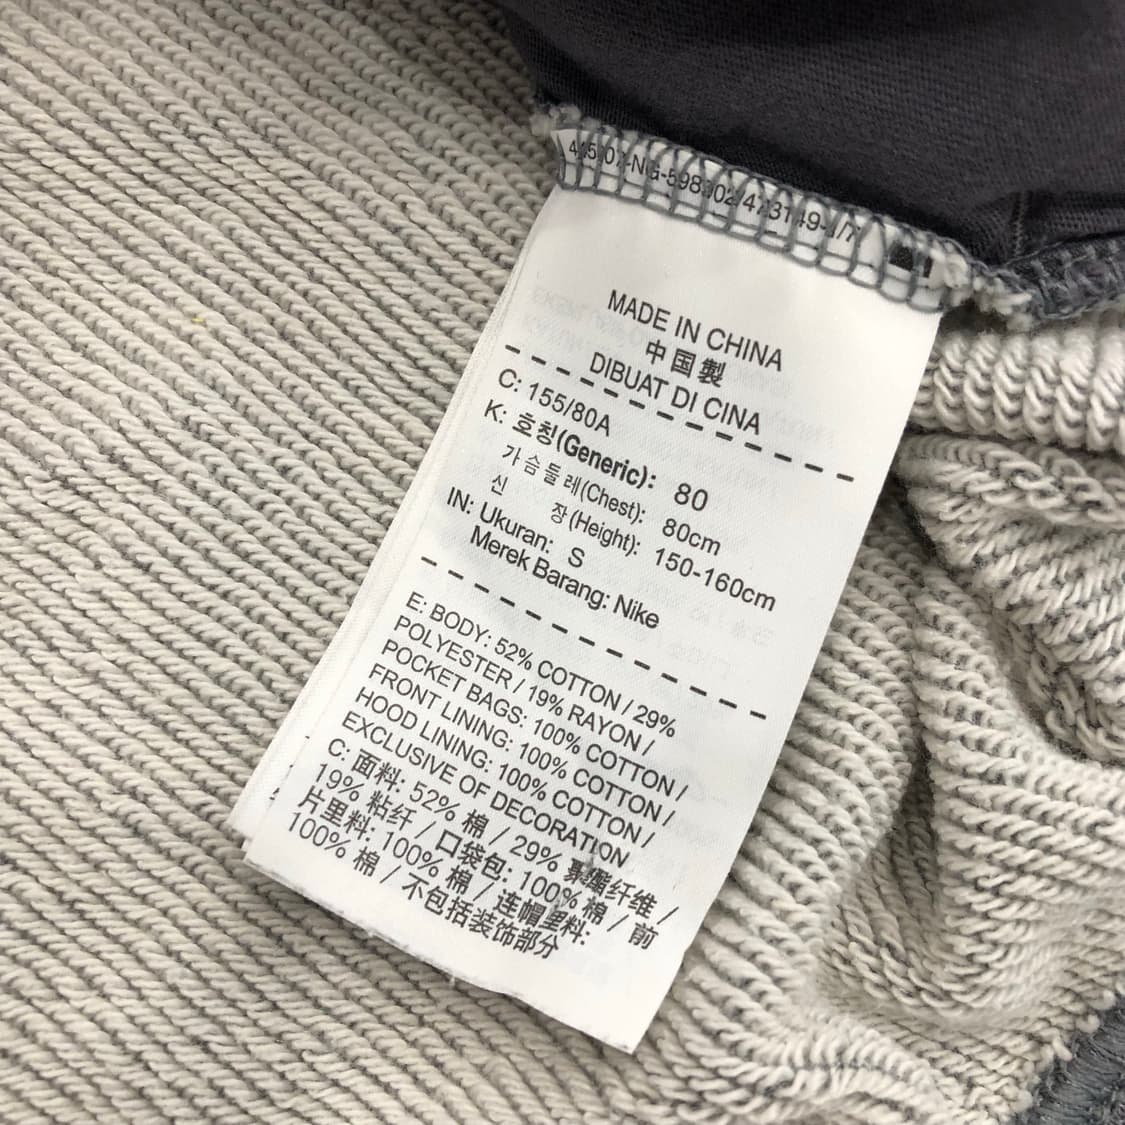 MADE IN CHINA
中国製
DIBUAT DI CINA
C: 155/80A
K: 호칭(Generic): 80
가슴둘레(Chest): 80cm
신 장(Height): 150-160cm
IN: Ukuran: S
Merek Barang: Nike
E: BODY: 52% COTTON / 29%
POLYESTER / 19% RAYON /
POCKET BAGS: 100% COTTON /
FRONT LINING: 100% COTTON /
HOOD LINING: 100% COTTON /
EXCLUSIVE OF DECORATION
C: 面料: 52% 棉 / 29% 聚酯纤维 /
19% 粘纤 / 口袋包: 100% 棉 / 前
片里料: 100% 棉 / 连帽里料:
100% 棉 / 不包括装饰部分